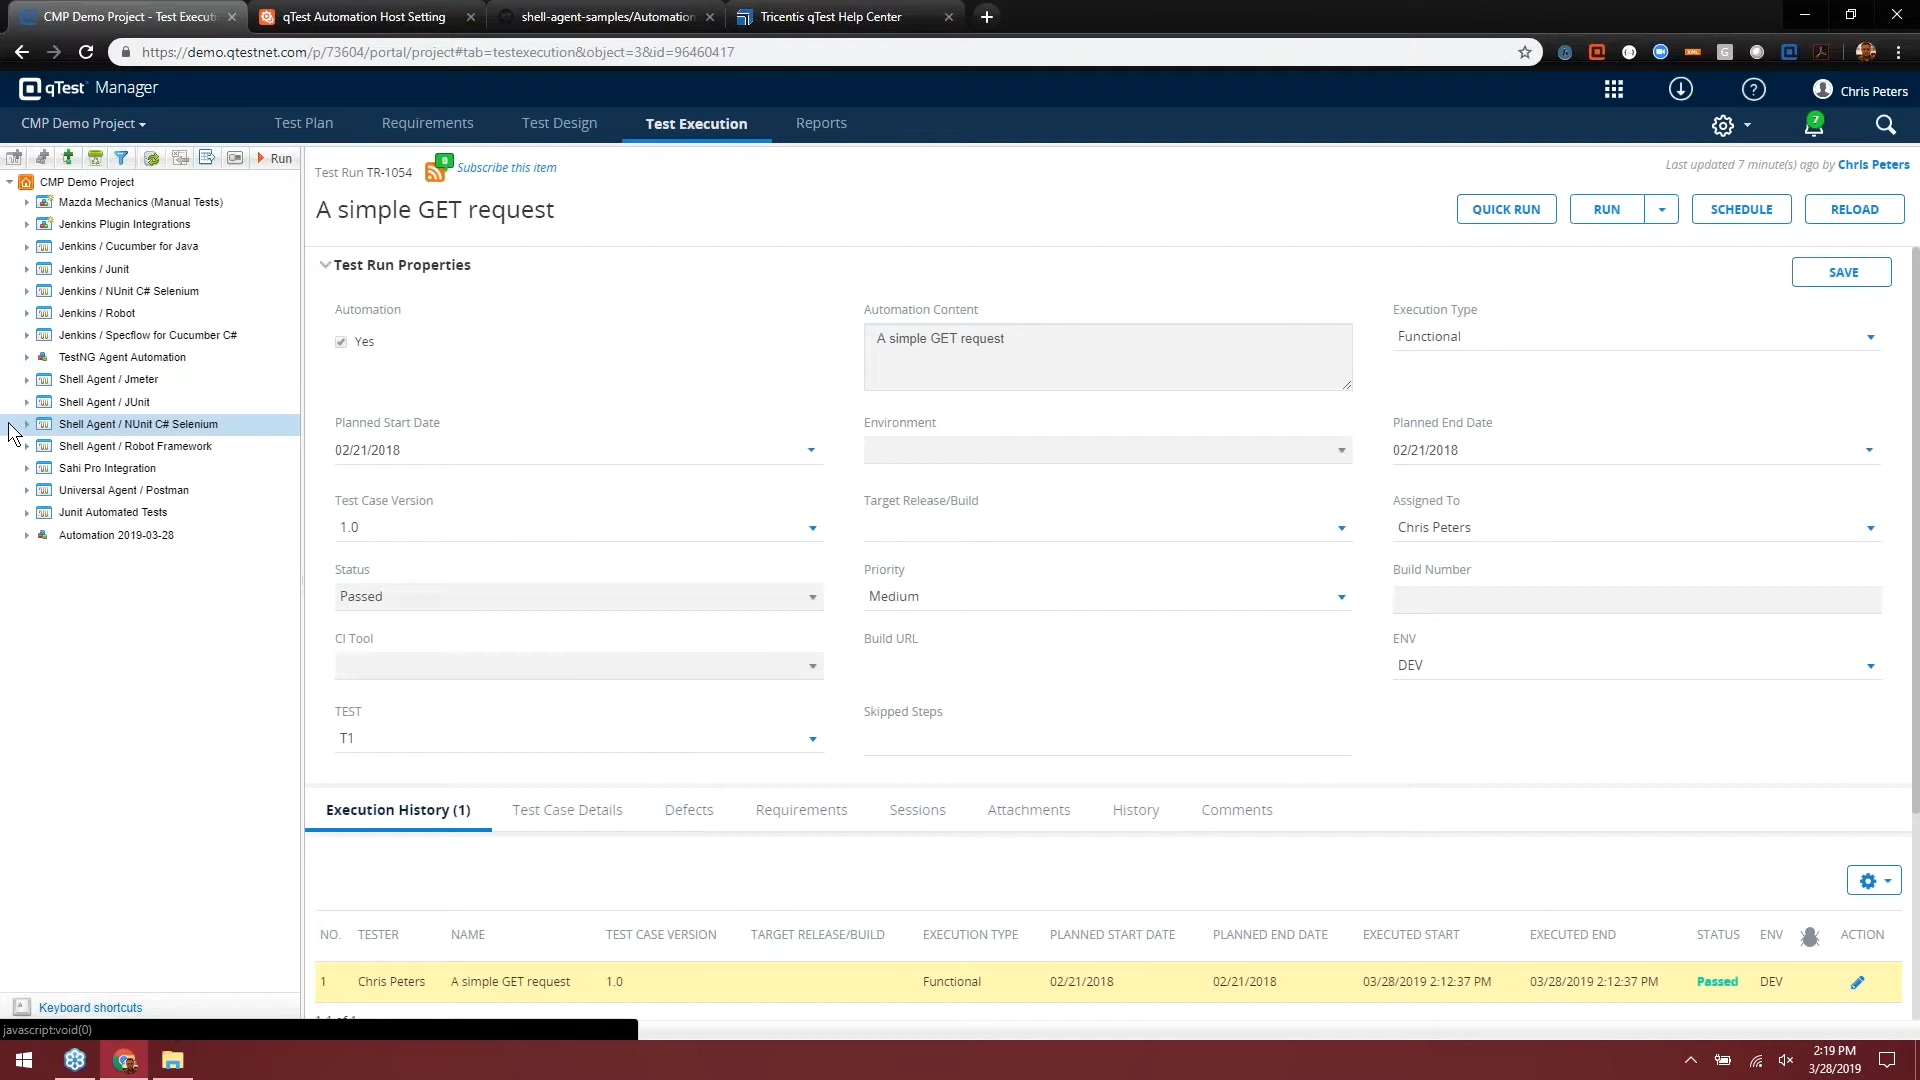 CMP Demo Project - Test Executi
qTest Automation Host Setting
shell-agent-samples/Automation
Tricentis qTest Help Center
https://demo.qtestnet.com/p/73604/portal/project#tab=testexecution&object=3&id=96460417
qTest Manager
Chris Peters
CMP Demo Project
Test Plan
Requirements
Test Design
Test Execution
Reports
7
Run
CMP Demo Project
Mazda Mechanics (Manual Tests)
Jenkins Plugin Integrations
Jenkins / Cucumber for Java
Jenkins / Junit
Jenkins / NUnit C# Selenium
Jenkins / Robot
Jenkins / Specflow for Cucumber C#
TestNG Agent Automation
Shell Agent / Jmeter
Shell Agent / JUnit
Shell Agent / NUnit C# Selenium
Shell Agent / Robot Framework
Sahi Pro Integration
Universal Agent / Postman
Junit Automated Tests
Automation 2019-03-28
Keyboard shortcuts
javascript:void(0)
Test Run TR-1054
0
Subscribe this item
Last updated 7 minute(s) ago by Chris Peters
A simple GET request
QUICK RUN
RUN
SCHEDULE
RELOAD
Test Run Properties
SAVE
Automation
Yes
Automation Content
A simple GET request
Execution Type
Functional
Planned Start Date
02/21/2018
Environment
Planned End Date
02/21/2018
Test Case Version
1.0
Target Release/Build
Assigned To
Chris Peters
Status
Passed
Priority
Medium
Build Number
CI Tool
Build URL
ENV
DEV
TEST
T1
Skipped Steps
Execution History (1)
Test Case Details
Defects
Requirements
Sessions
Attachments
History
Comments
NO. TESTER NAME TEST CASE VERSION TARGET RELEASE/BUILD EXECUTION TYPE PLANNED START DATE PLANNED END DATE EXECUTED START EXECUTED END STATUS ENV ACTION
1 Chris Peters A simple GET request 1.0 Functional 02/21/2018 02/21/2018 03/28/2019 2:12:37 PM 03/28/2019 2:12:37 PM Passed DEV
2:19 PM
3/28/2019